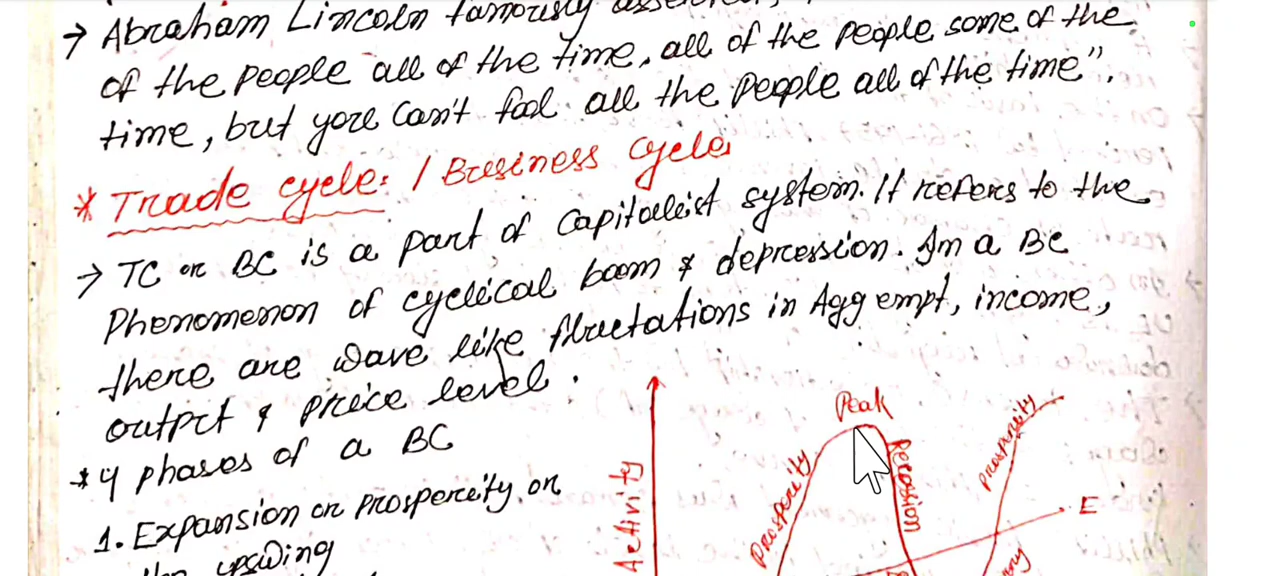 → Abraham Lincoln famously
of the people all of the time, all of the people some of the
time, but you can't fool all the people all of the time".
* Trade cycle: / Business cycle
→ TC or BC is a part of capitalist system. It refers to the
Phenomenon of cyclical boom & depression. In a BC
there are wave like fluctuations in Agg empt, income,
output & price level.
* 4 phases of a BC
1. Expansion or prosperity or
upswing
Peak
Prosperity
Recession
Prosperity
Activity
E